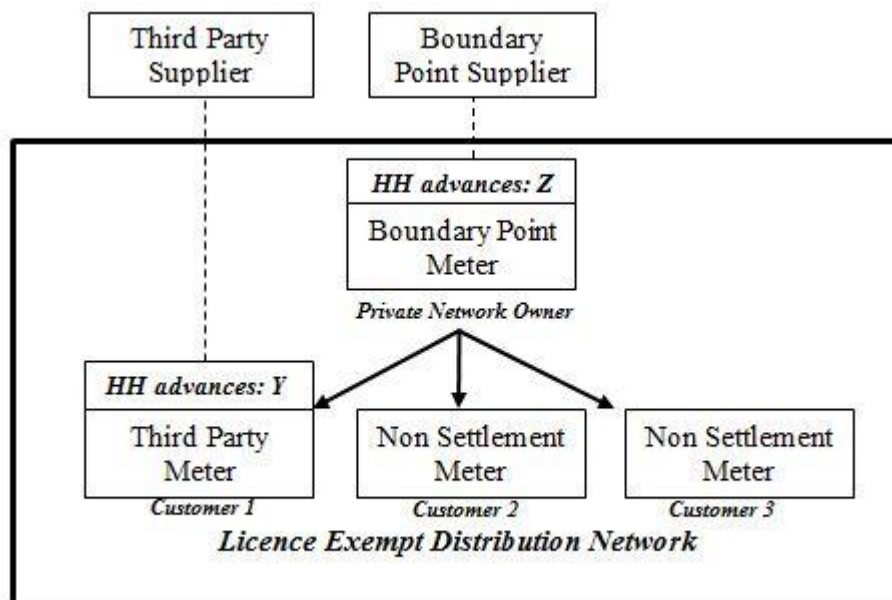 Third Party
Supplier
Boundary
Point Supplier
HH advances: Z
Boundary Point
Meter
Private Network Owner
HH advances: Y
Third Party
Meter
Customer 1
Non Settlement
Meter
Customer 2
Non Settlement
Meter
Customer 3
Licence Exempt Distribution Network